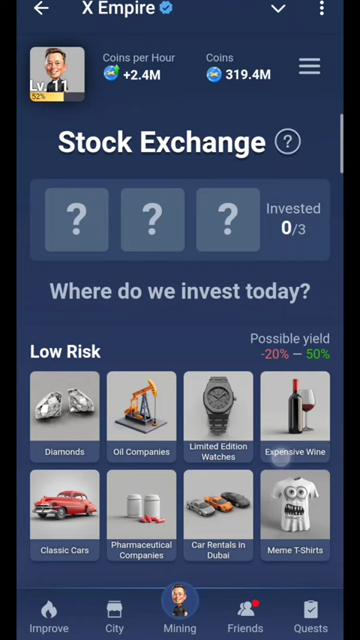 X Empire
Coins per Hour
+2.4M
Coins
319.4M
Lv. 11
52%
Stock Exchange ?
? ? ?
Invested
0/3
Where do we invest today?
Low Risk
Possible yield
-20% — 50%
Diamonds
Oil Companies
Limited Edition
Watches
Expensive Wine
Classic Cars
Pharmaceutical
Companies
Car Rentals in
Dubai
Meme T-Shirts
Improve
City
Mining
Friends
Quests